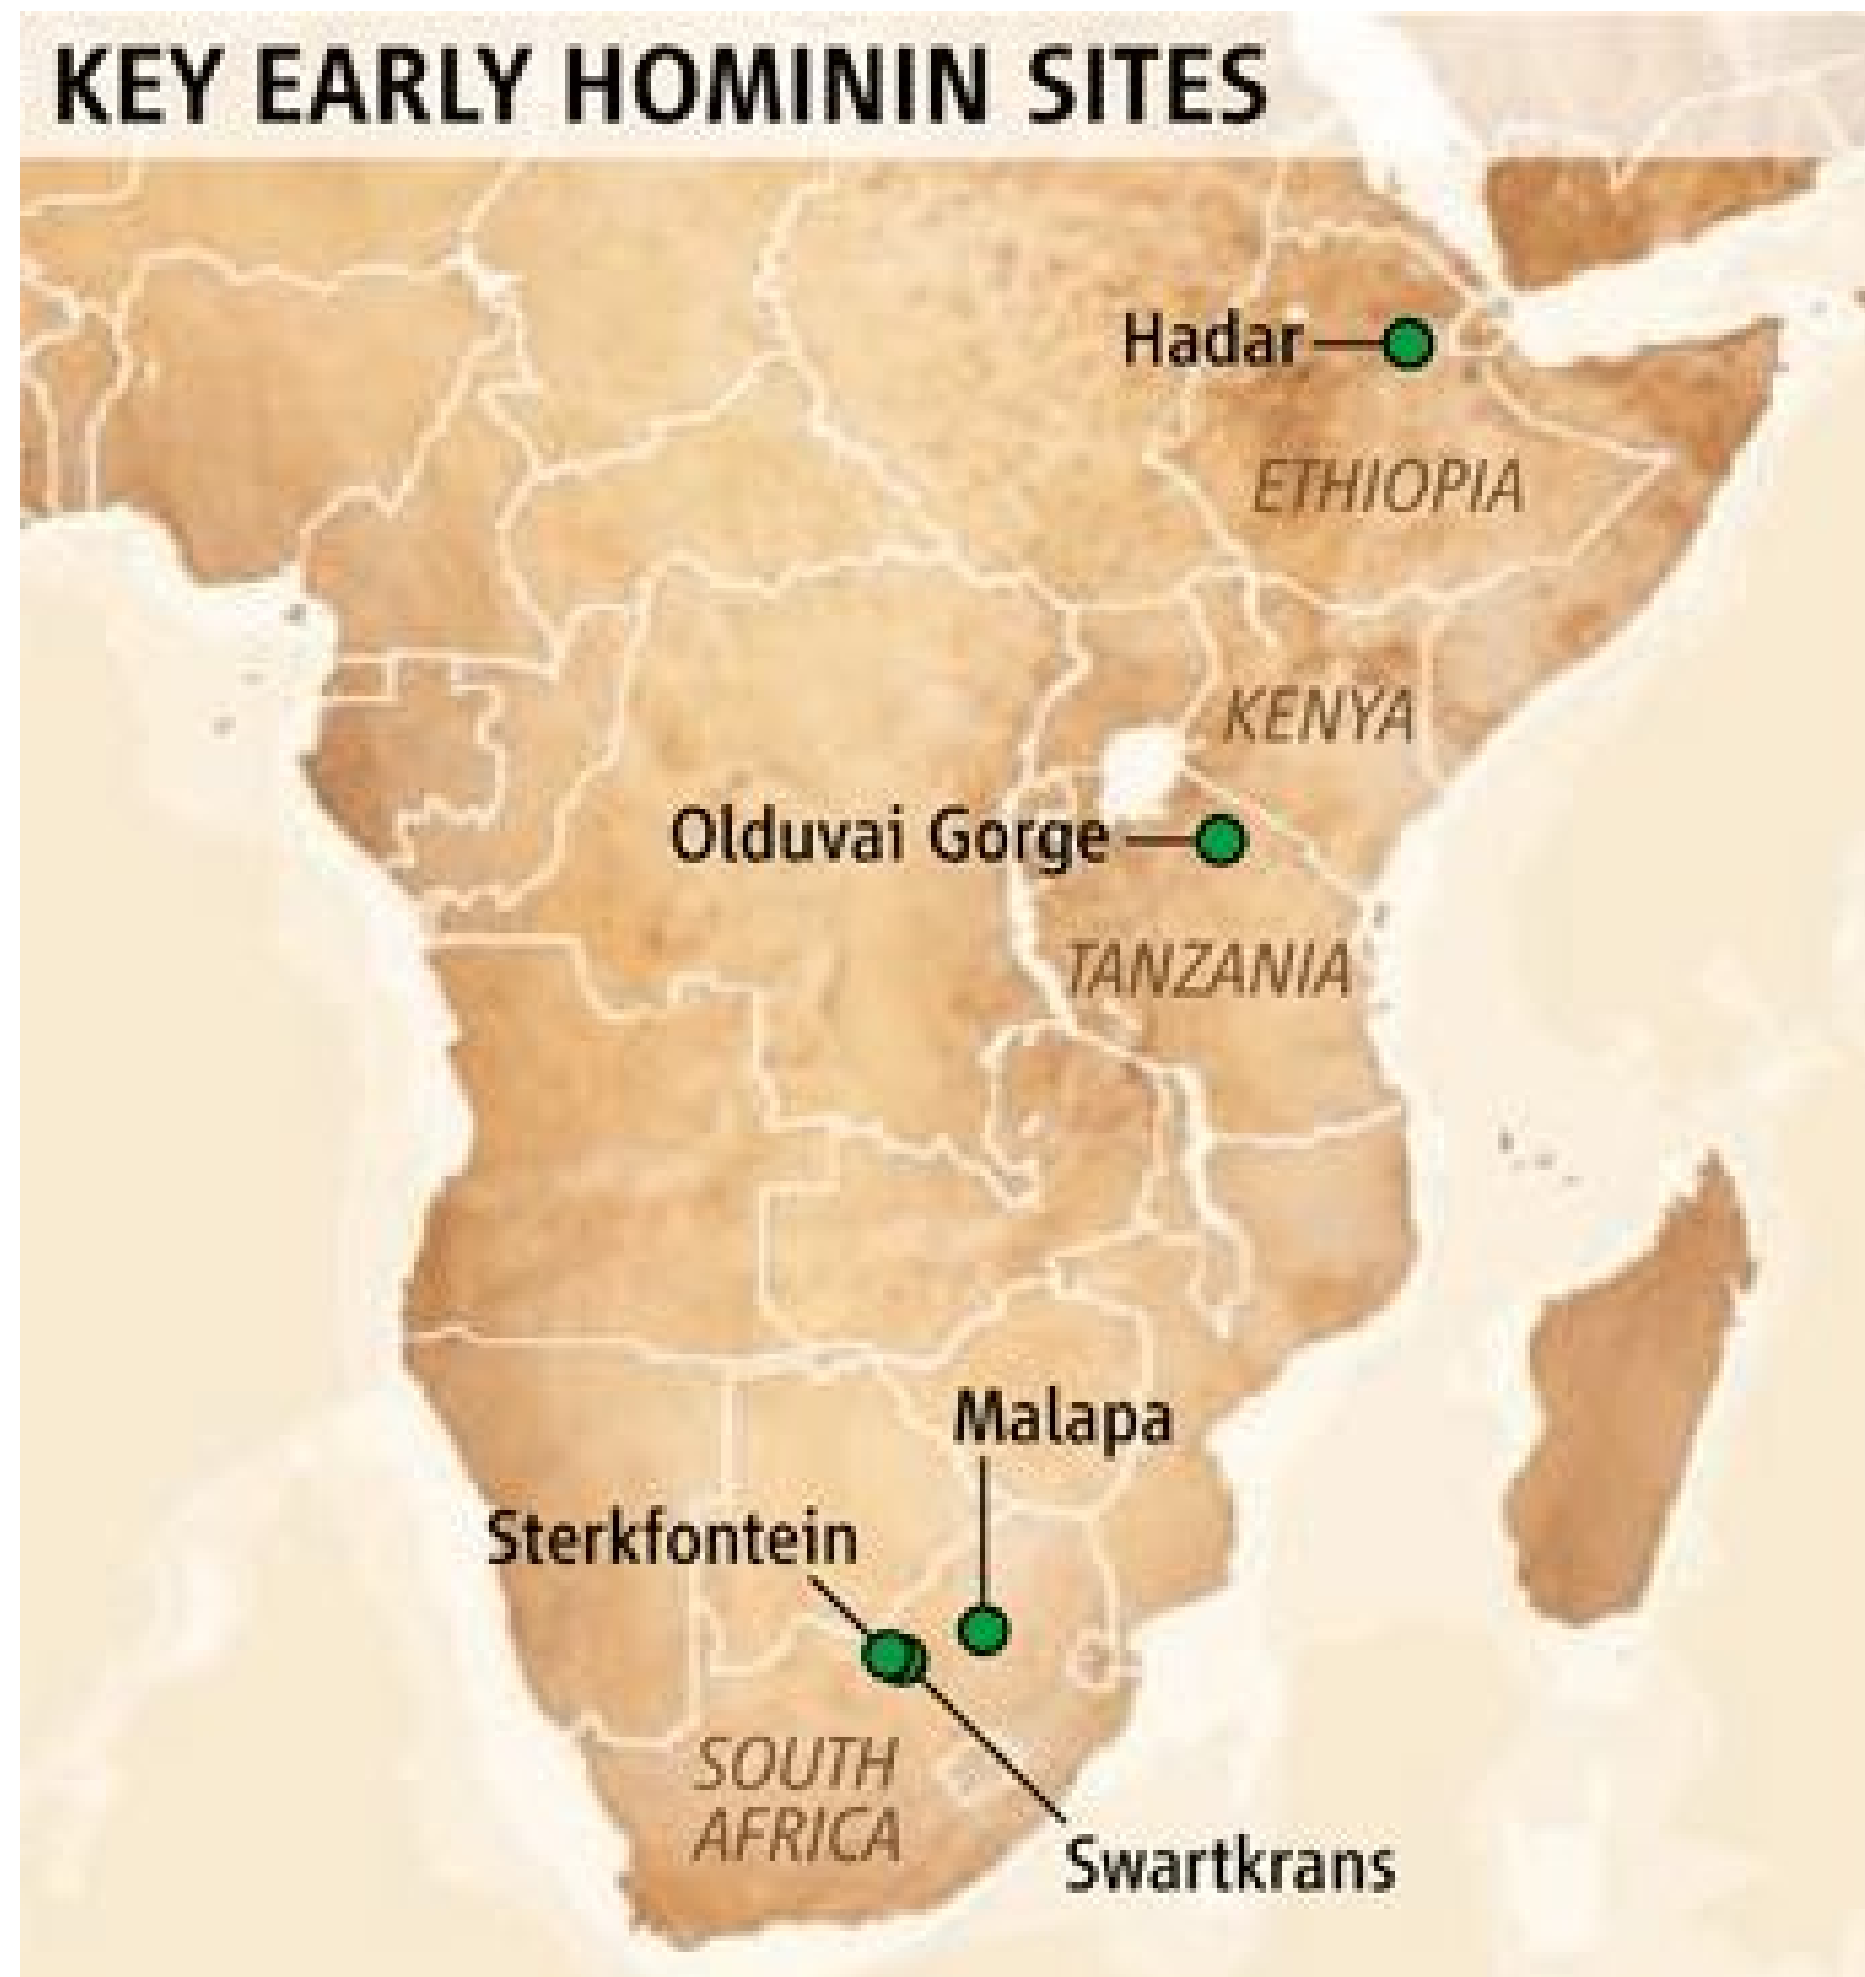 KEY EARLY HOMININ SITES
Hadar
ETHIOPIA
KENYA
Olduvai Gorge
TANZANIA
Malapa
Sterkfontein
SOUTH
AFRICA
Swartkrans